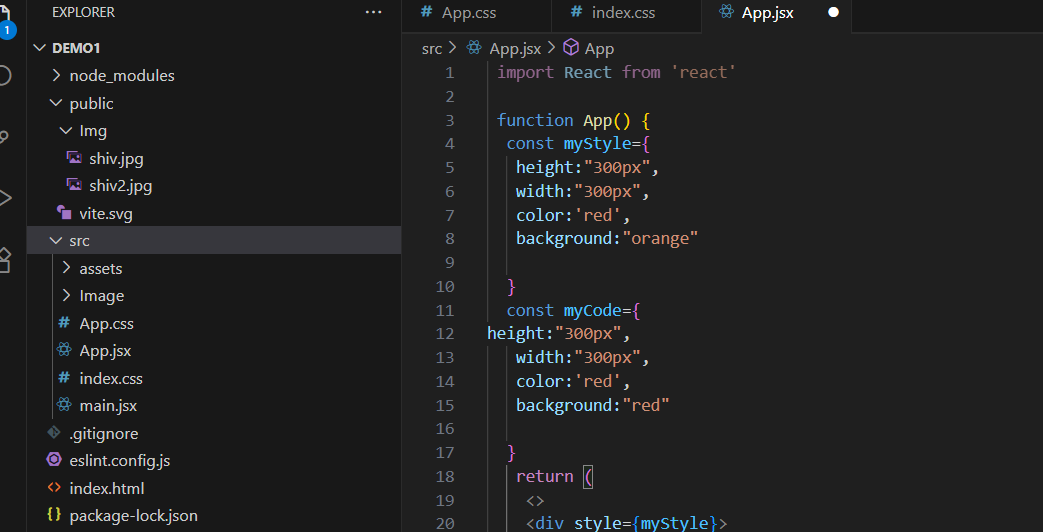 EXPLORER ···
1
DEMO1
node_modules
public
Img
shiv.jpg
shiv2.jpg
vite.svg
src
assets
Image
# App.css
App.jsx
# index.css
main.jsx
.gitignore
eslint.config.js
<> index.html
{} package-lock.json
# App.css # index.css App.jsx ●
src > App.jsx > App
1 import React from 'react'
2
3 function App() {
4 const myStyle={
5 height:"300px",
6 width:"300px",
7 color:'red',
8 background:"orange"
9
10 }
11 const myCode={
12 height:"300px",
13 width:"300px",
14 color:'red',
15 background:"red"
16
17 }
18 return (
19 <>
20 <div style={myStyle}>